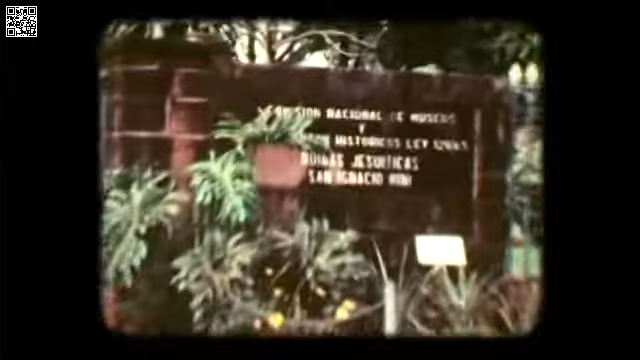 COMISION NACIONAL DE MUSEOS
Y
HISTORICOS LEY 12665
RUINAS JESUITICAS
SAN IGNACIO MINI